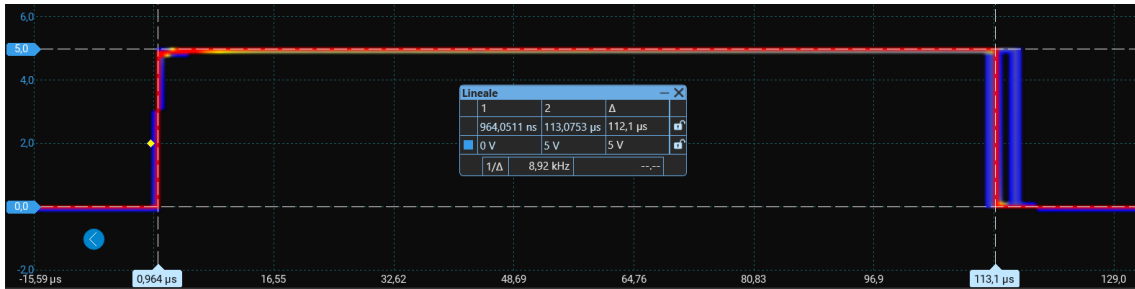 6,0
5,0
4,0
2,0
0,0
-2,0
Lineale
1 2 Δ
964,0511 ns 113,0753 µs 112,1 µs
0 V 5 V 5 V
1/Δ 8,92 kHz --,--
-15,59 µs 0,964 µs 16,55 32,62 48,69 64,76 80,83 96,9 113,1 µs 129,0